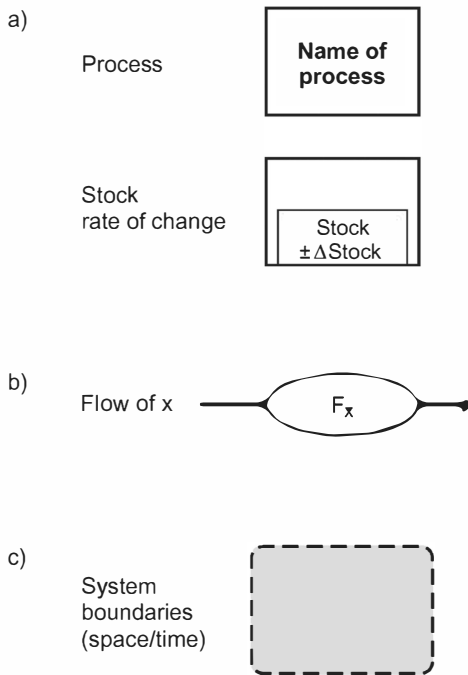 a)
Process
Name of
process
Stock
rate of change
Stock
± ΔStock
b)
Flow of x
Fx
c)
System
boundaries
(space/time)